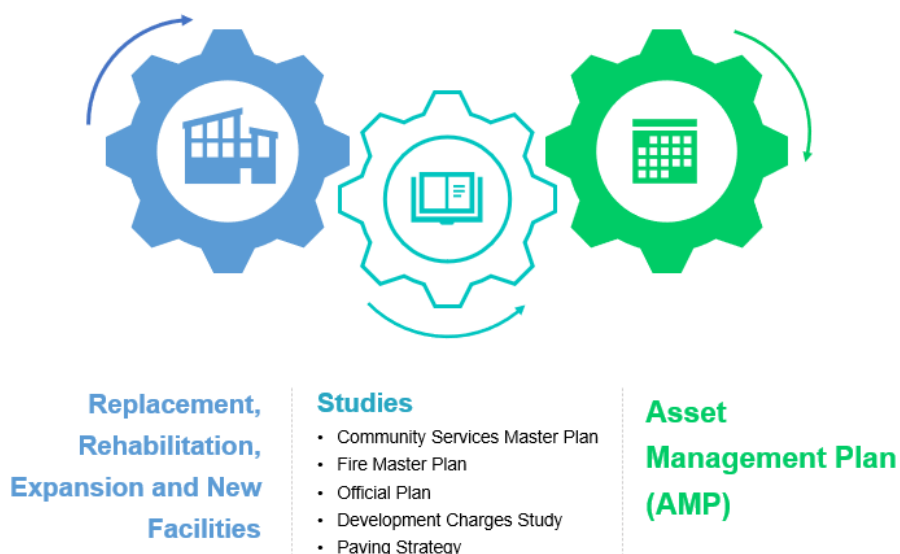 Replacement,
Rehabilitation,
Expansion and New
Facilities
Studies
• Community Services Master Plan
• Fire Master Plan
• Official Plan
• Development Charges Study
• Paving Strategy
Asset
Management Plan
(AMP)